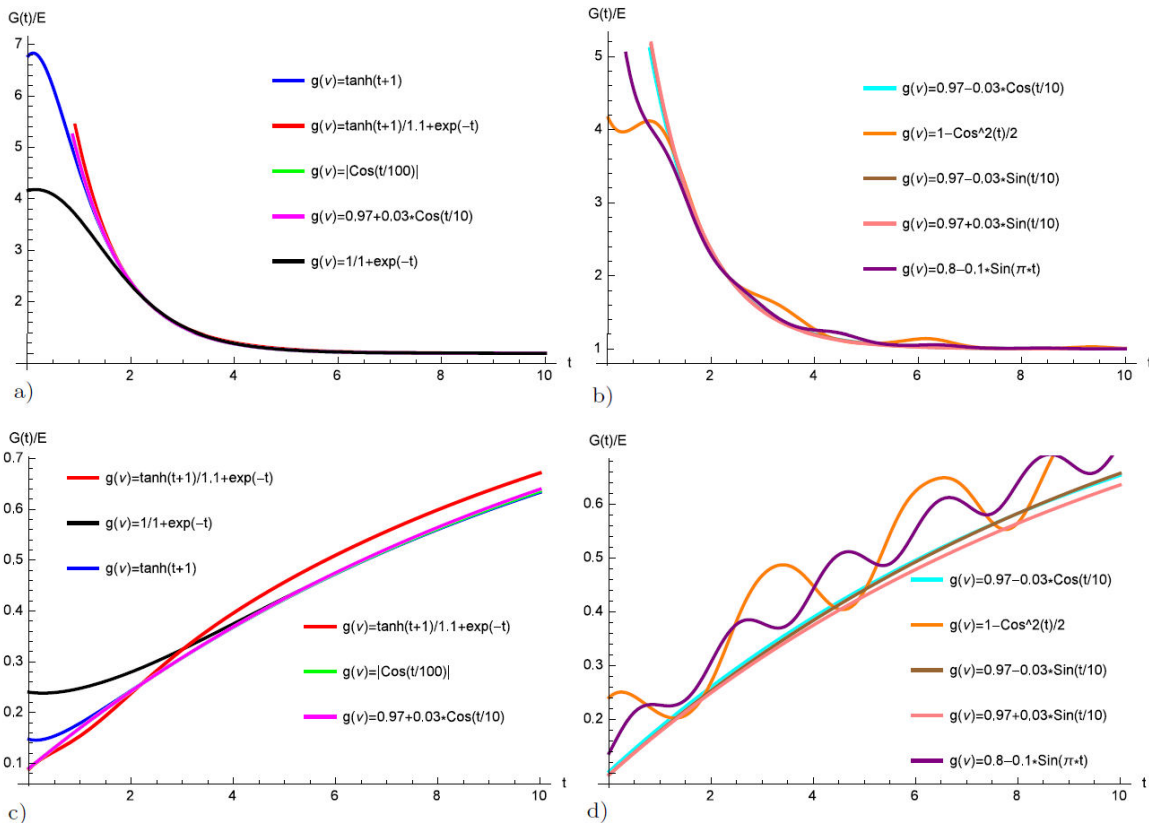 G(t)/E
7
6
5
4
3
2
2 4 6 8 10 t
g(v)=tanh(t+1)
g(v)=tanh(t+1)/1.1+exp(-t)
g(v)=|Cos(t/100)|
g(v)=0.97+0.03*Cos(t/10)
g(v)=1/1+exp(-t)
a)
G(t)/E
5
4
3
2
1
2 4 6 8 10 t
g(v)=0.97-0.03*Cos(t/10)
g(v)=1-Cos^2(t)/2
g(v)=0.97-0.03*Sin(t/10)
g(v)=0.97+0.03*Sin(t/10)
g(v)=0.8-0.1*Sin(π*t)
b)
G(t)/E
0.7
0.6
0.5
0.4
0.3
0.2
0.1
2 4 6 8 10 t
g(v)=tanh(t+1)/1.1+exp(-t)
g(v)=1/1+exp(-t)
g(v)=tanh(t+1)
g(v)=tanh(t+1)/1.1+exp(-t)
g(v)=|Cos(t/100)|
g(v)=0.97+0.03*Cos(t/10)
c)
G(t)/E
0.6
0.5
0.4
0.3
0.2
2 4 6 8 10 t
g(v)=0.97-0.03*Cos(t/10)
g(v)=1-Cos^2(t)/2
g(v)=0.97-0.03*Sin(t/10)
g(v)=0.97+0.03*Sin(t/10)
g(v)=0.8-0.1*Sin(π*t)
d)